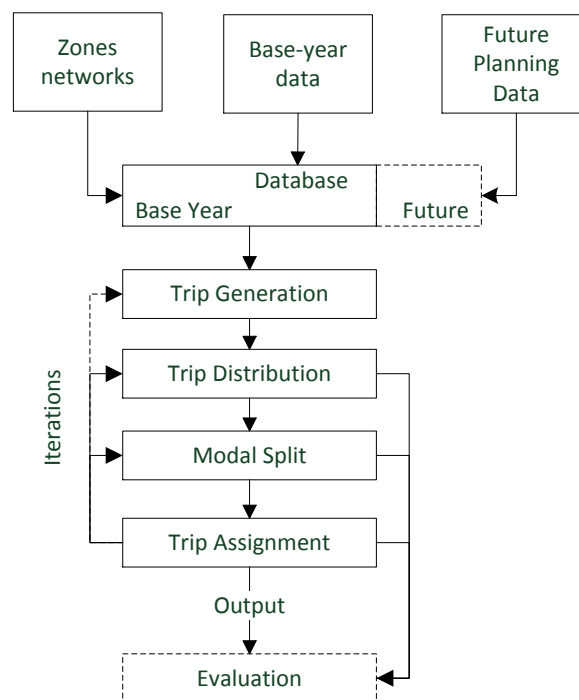 Zones
networks
Base-year
data
Future
Planning
Data
Database
Base Year
Future
Trip Generation
Trip Distribution
Iterations
Modal Split
Trip Assignment
Output
Evaluation